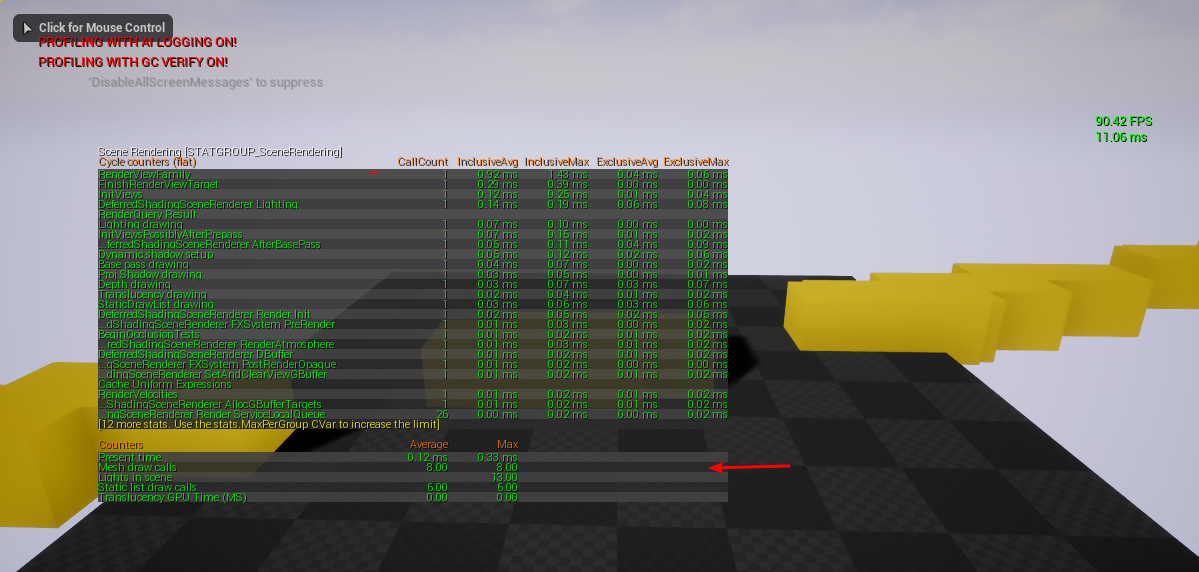 Click for Mouse Control
PROFILING WITH AI LOGGING ON!
PROFILING WITH GC VERIFY ON!
'DisableAllScreenMessages' to suppress
90.42 FPS
11.06 ms
Scene Rendering [STATGROUP_SceneRendering]
Cycle counters (flat) CallCount InclusiveAvg InclusiveMax ExclusiveAvg ExclusiveMax
RenderViewFamily 1 0.92 ms 1.43 ms 0.04 ms 0.06 ms
FinishRenderViewTarget 1 0.29 ms 0.39 ms 0.00 ms 0.00 ms
InitViews 1 0.12 ms 0.25 ms 0.01 ms 0.04 ms
DeferredShadingSceneRenderer Lighting 1 0.14 ms 0.19 ms 0.06 ms 0.08 ms
RenderQuery Result
Lighting drawing 1 0.07 ms 0.10 ms 0.00 ms 0.00 ms
InitViewsPossiblyAfterPrepass 1 0.07 ms 0.15 ms 0.01 ms 0.02 ms
...ferredShadingSceneRenderer AfterBasePass 1 0.05 ms 0.11 ms 0.04 ms 0.09 ms
Dynamic shadow setup 1 0.05 ms 0.12 ms 0.02 ms 0.06 ms
Base pass drawing 1 0.04 ms 0.07 ms 0.00 ms 0.02 ms
Proj Shadow drawing 1 0.03 ms 0.05 ms 0.00 ms 0.01 ms
Depth drawing 1 0.03 ms 0.07 ms 0.03 ms 0.07 ms
Translucency drawing 1 0.02 ms 0.04 ms 0.01 ms 0.02 ms
StaticDrawList drawing 1 0.03 ms 0.06 ms 0.03 ms 0.06 ms
DeferredShadingSceneRenderer Render Init 1 0.02 ms 0.05 ms 0.02 ms 0.05 ms
...dShadingSceneRenderer FXSystem PreRender 1 0.01 ms 0.03 ms 0.00 ms 0.02 ms
BeginOcclusionTests 1 0.01 ms 0.02 ms 0.01 ms 0.02 ms
...redShadingSceneRenderer RenderAtmosphere 1 0.01 ms 0.03 ms 0.01 ms 0.02 ms
DeferredShadingSceneRenderer DBuffer 1 0.01 ms 0.02 ms 0.01 ms 0.02 ms
...gSceneRenderer FXSystem PostRenderOpaque 1 0.01 ms 0.02 ms 0.00 ms 0.00 ms
...dingSceneRenderer SetAndClearViewGBuffer 1 0.01 ms 0.02 ms 0.01 ms 0.02 ms
Cache Uniform Expressions
RenderVelocities 1 0.01 ms 0.02 ms 0.01 ms 0.02 ms
...ShadingSceneRenderer AllocGBufferTargets 1 0.01 ms 0.02 ms 0.01 ms 0.02 ms
...ngSceneRenderer Render ServiceLocalQueue 26 0.00 ms 0.02 ms 0.00 ms 0.02 ms
[12 more stats. Use the stats.MaxPerGroup CVar to increase the limit]
Counters Average Max
Present time 0.12 ms 0.33 ms
Mesh draw calls 8.00 8.00
Lights in scene 13.00
Static list draw calls 6.00 6.00
Translucency GPU Time (MS) 0.00 0.00